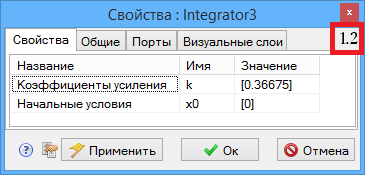 Свойства : Integrator3
x
1.2
Свойства Общие Порты Визуальные слои
Название Имя Значение
Коэффициенты усиления k [0.36675]
Начальные условия x0 [0]
? Применить Ок Отмена